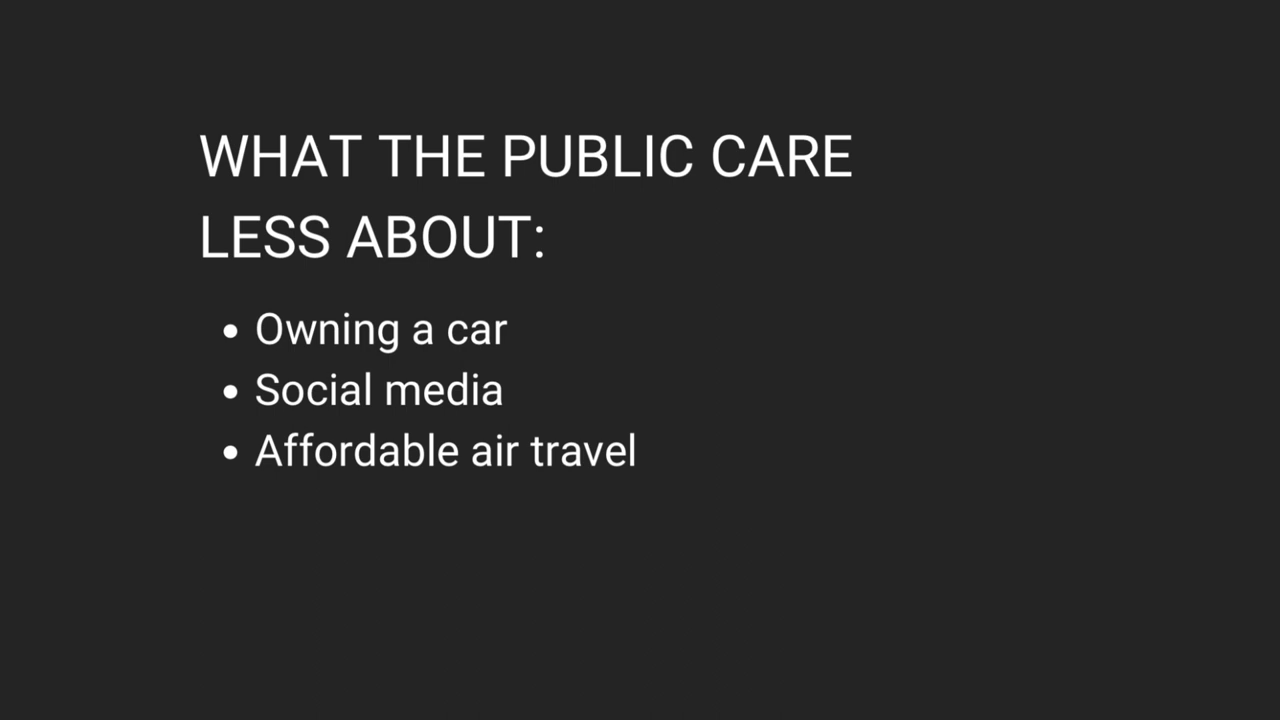 WHAT THE PUBLIC CARE
LESS ABOUT:
• Owning a car
• Social media
• Affordable air travel